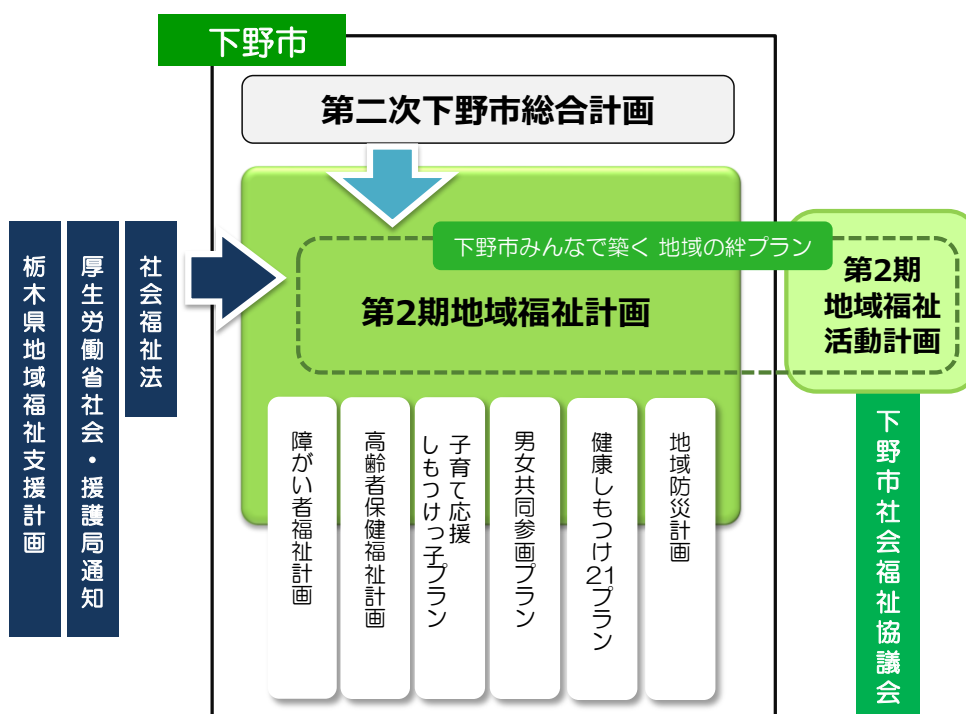 下野市
第二次下野市総合計画
下野市みんなで築く 地域の絆プラン
第2期地域福祉計画
第2期
地域福祉
活動計画
社会福祉法
厚生労働省社会・援護局通知
栃木県地域福祉支援計画
障がい者福祉計画
高齢者保健福祉計画
子育て応援
しもつけっ子プラン
男女共同参画プラン
健康しもつけ21プラン
地域防災計画
下野市社会福祉協議会